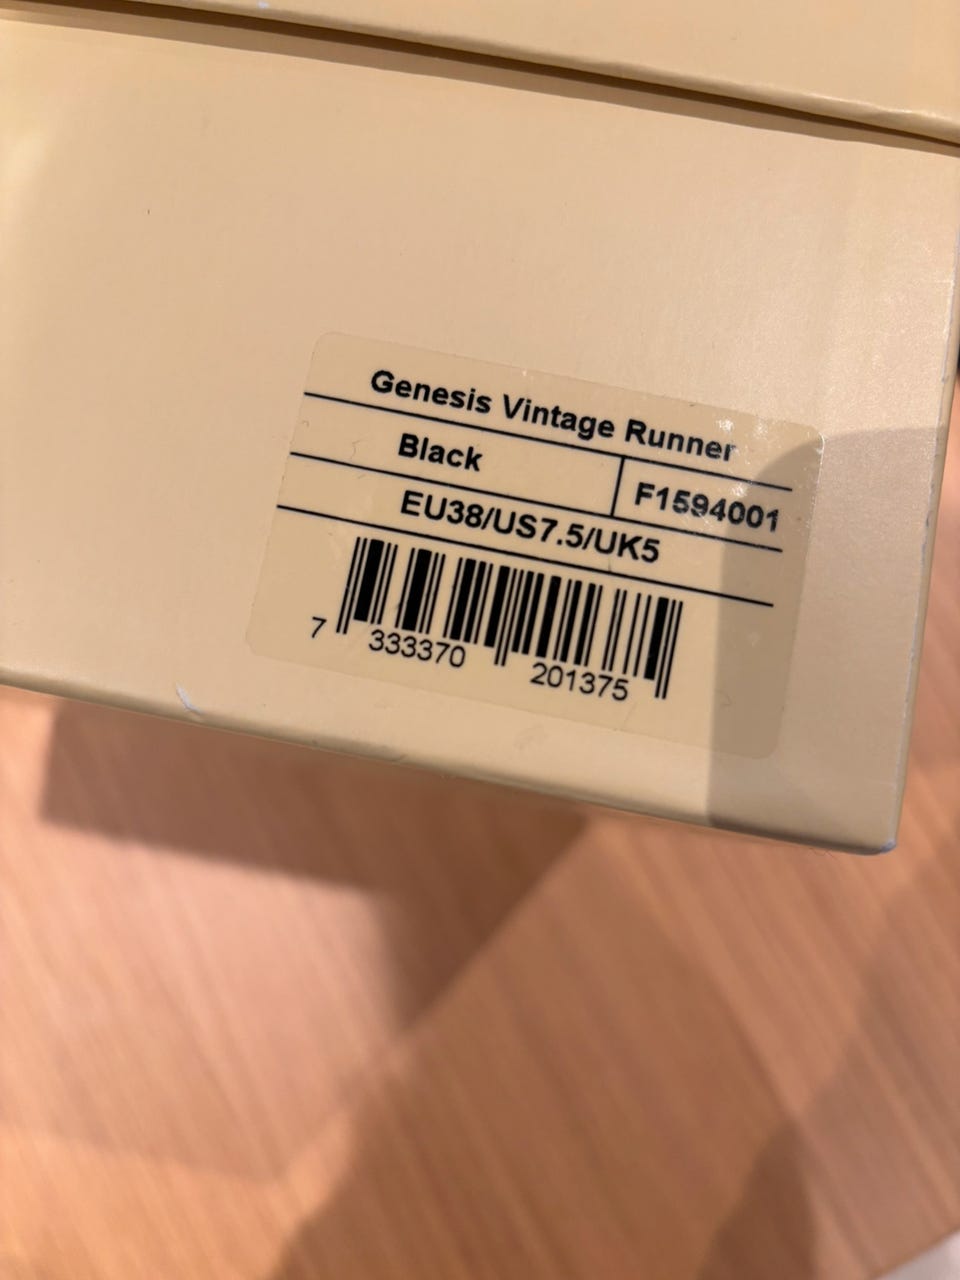 Genesis Vintage Runner
Black F1594001
EU38/US7.5/UK5
7 333370 201375